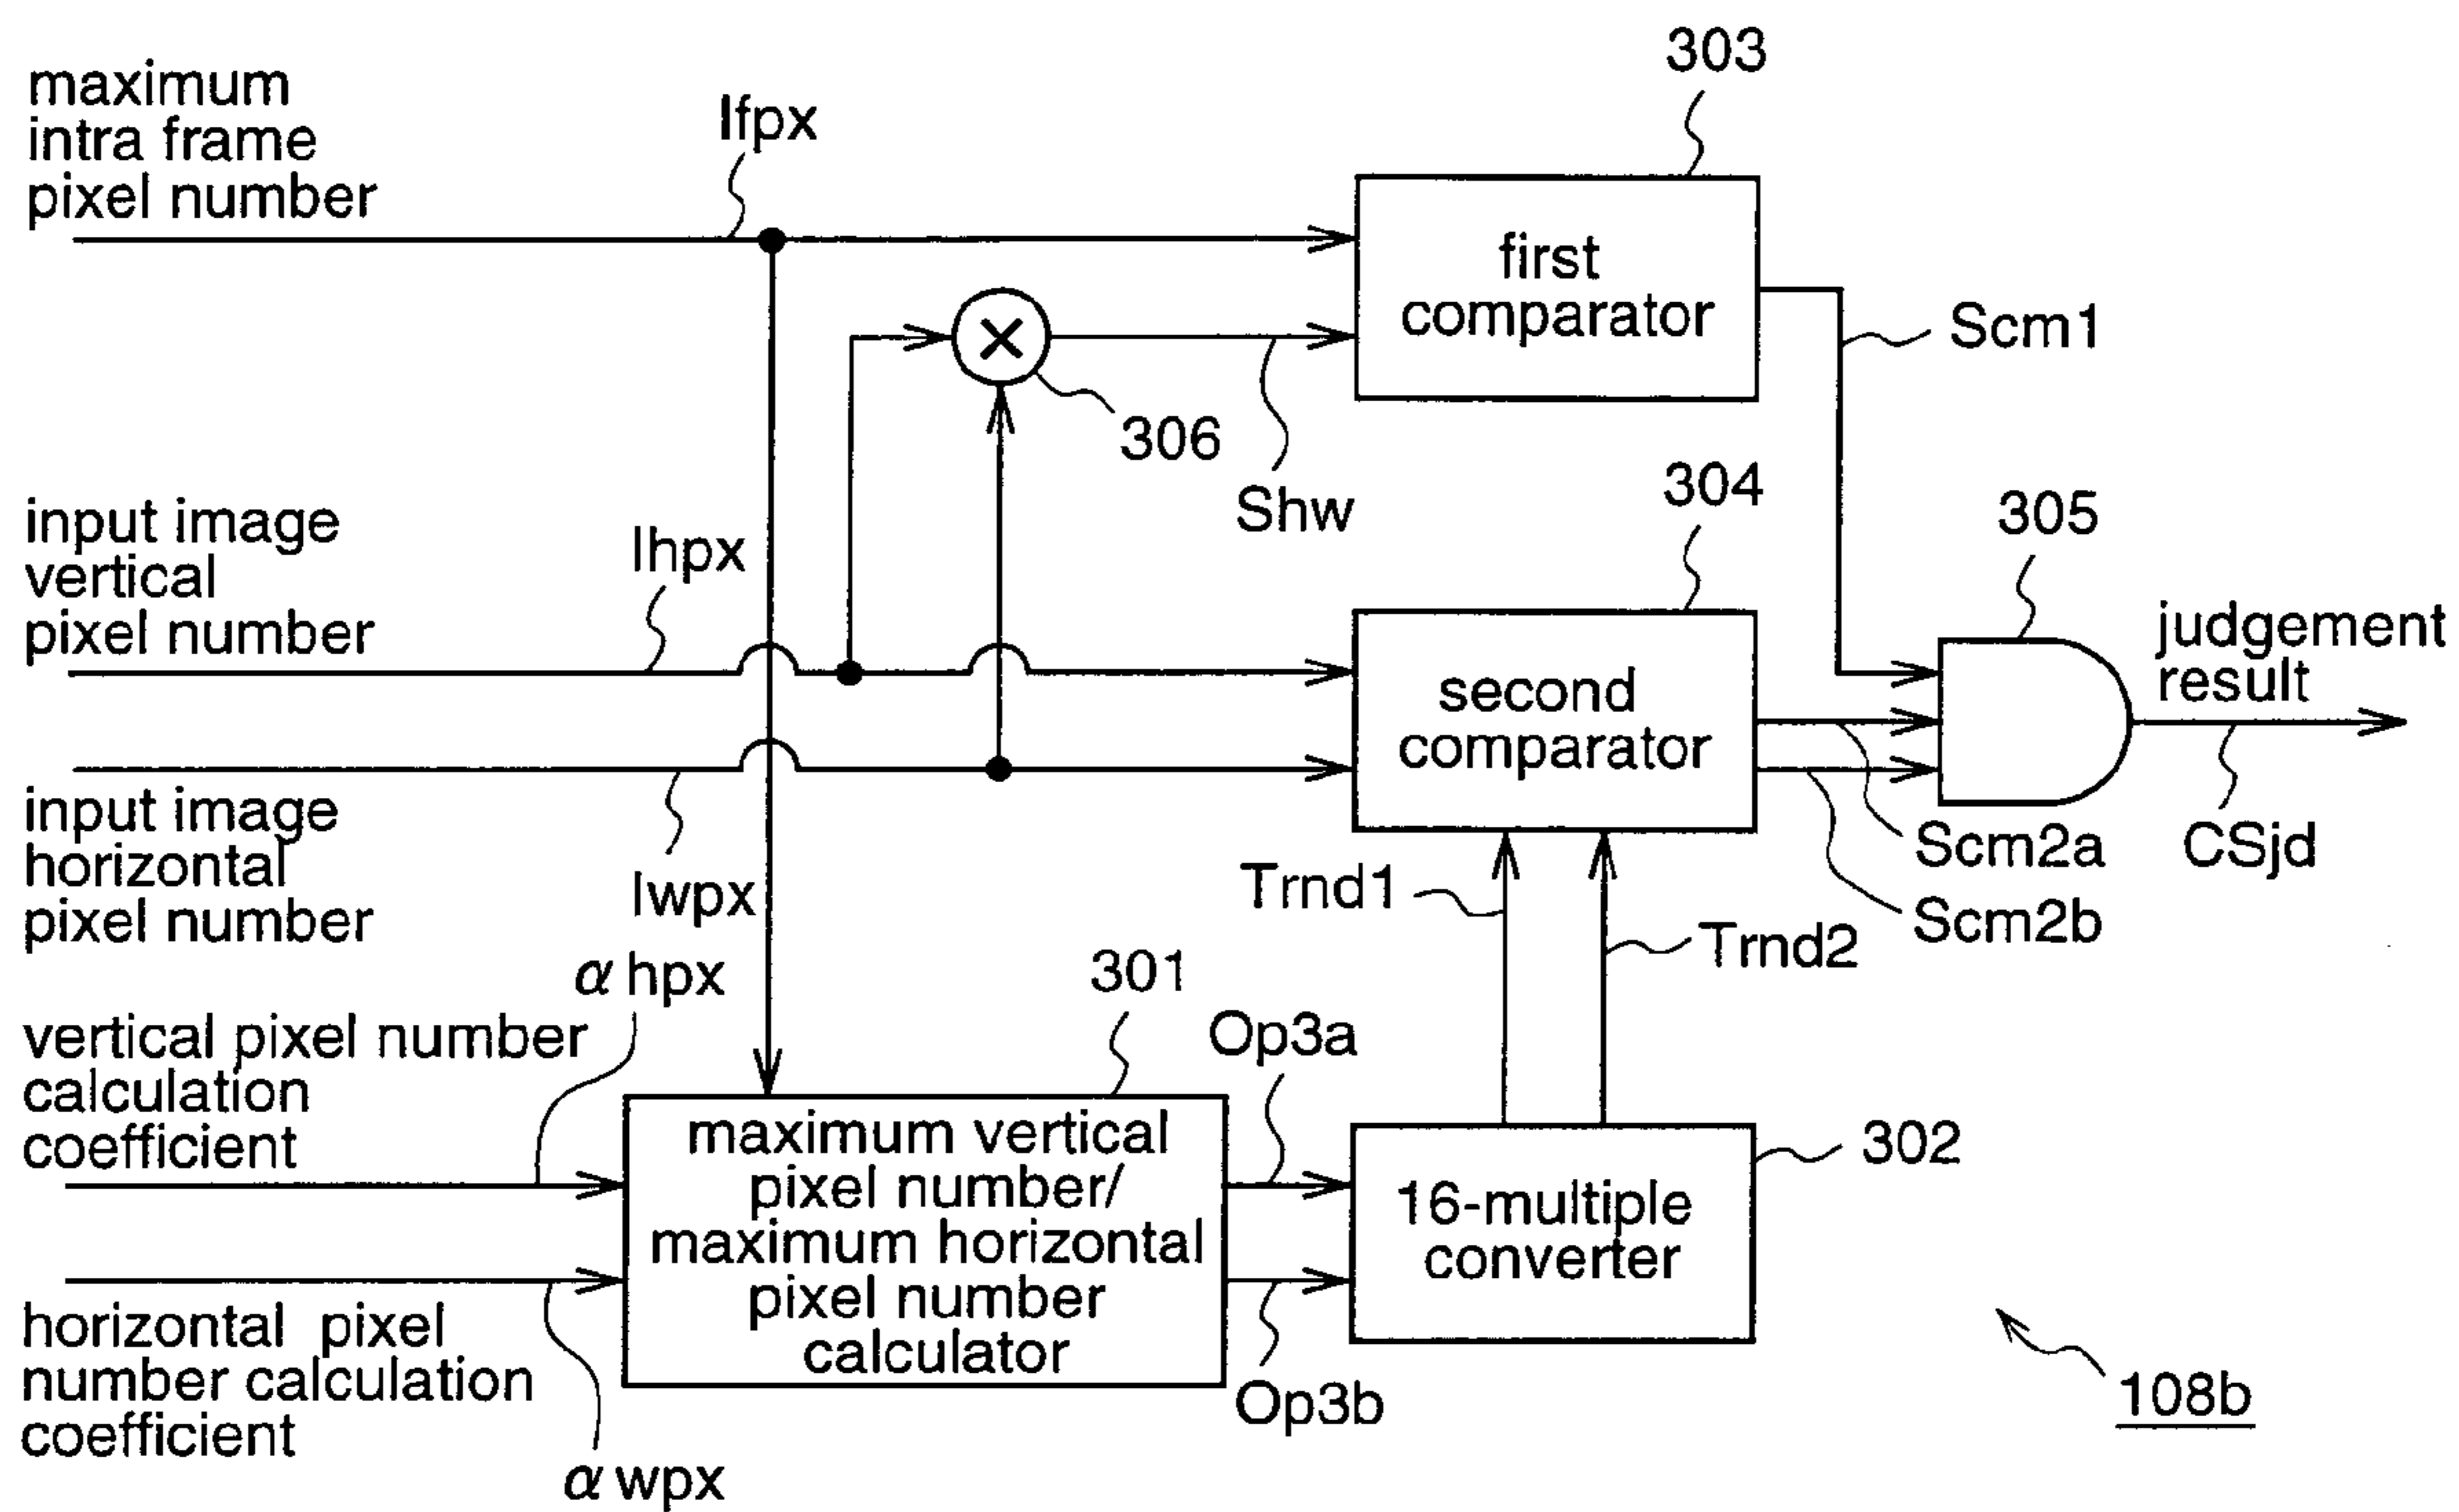 303
maximum
intra frame
pixel number
Ifpx
first
comparator
Scm1
306
Shw
304
305
input image
vertical
pixel number
Ihpx
judgement
result
second
comparator
input image
horizontal
pixel number
Iwpx
Trnd1
Trnd2
Scm2a
Scm2b
CSjd
α hpx
301
Op3a
vertical pixel number
calculation
coefficient
maximum vertical
pixel number/
maximum horizontal
pixel number
calculator
302
16-multiple
converter
horizontal pixel
number calculation
coefficient
Op3b
108b
α wpx